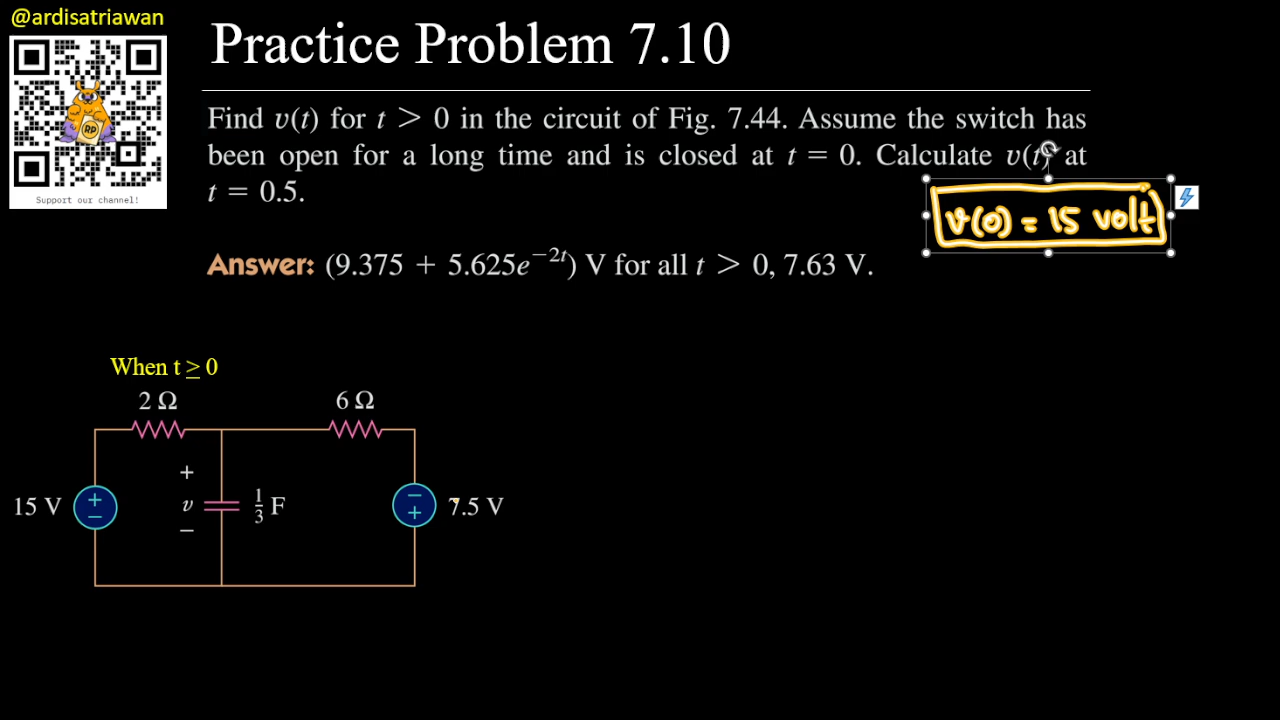 @ardisatriawan
RP
Support our channel!
Practice Problem 7.10
Find v(t) for t > 0 in the circuit of Fig. 7.44. Assume the switch has
been open for a long time and is closed at t = 0. Calculate v(t) at
t = 0.5.
v(0) = 15 volt
Answer: (9.375 + 5.625e^{−2t}) V for all t > 0, 7.63 V.
When t ≥ 0
2 Ω
6 Ω
15 V
+
−
+
v
−
1/3 F
−
+
7.5 V